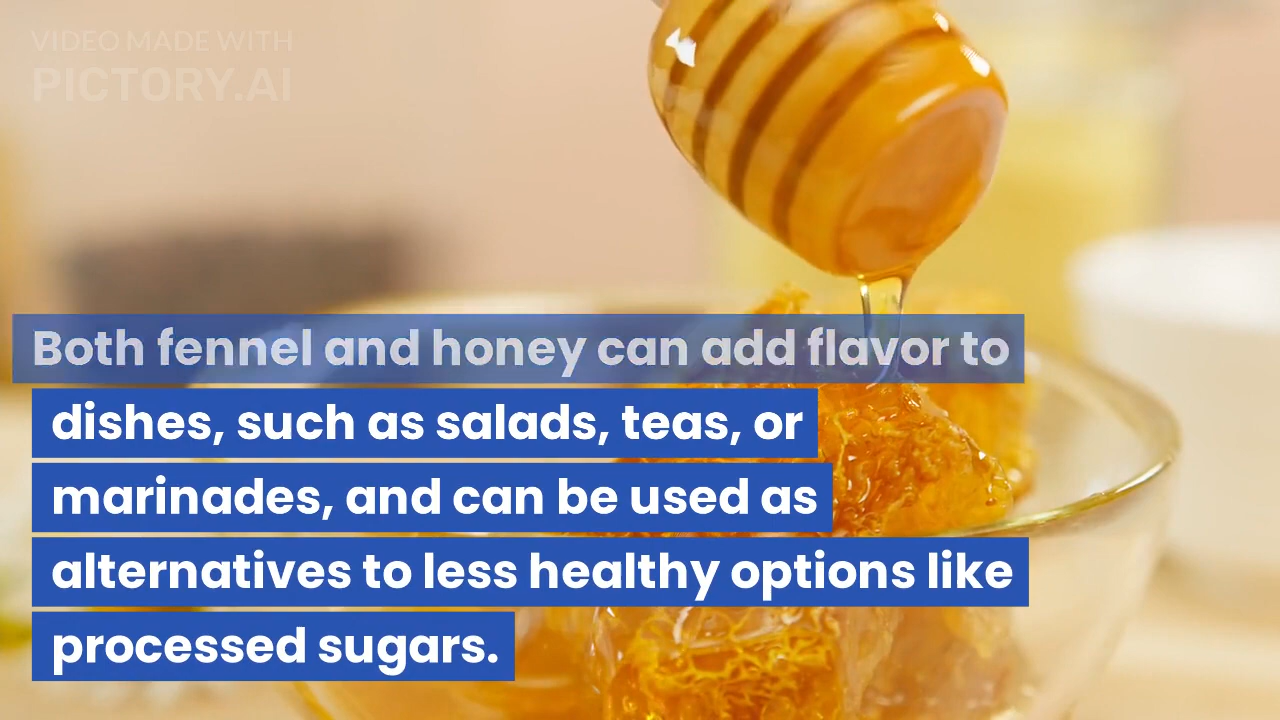 VIDEO MADE WITH
PICTORY.AI
Both fennel and honey can add flavor to
dishes, such as salads, teas, or
marinades, and can be used as
alternatives to less healthy options like
processed sugars.